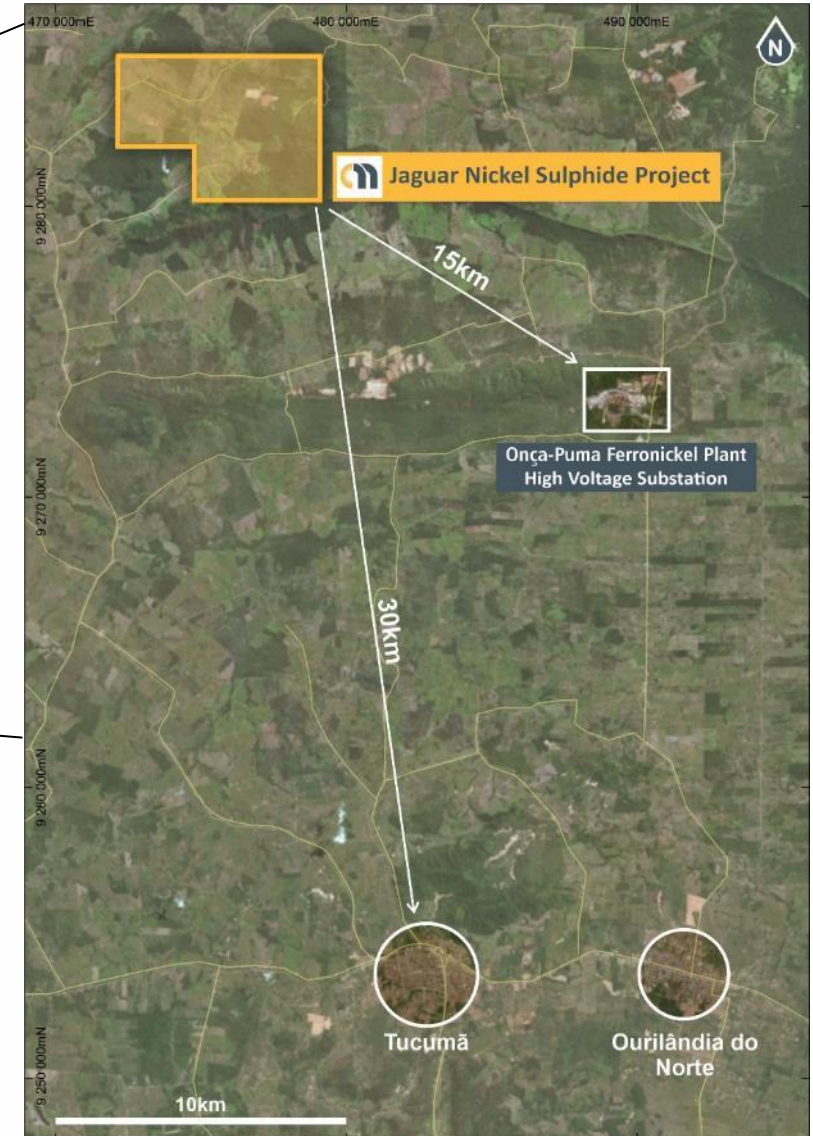 470 000mE
480 000mE
490 000mE
N
Jaguar Nickel Sulphide Project
9 280 000mN
15km
Onça-Puma Ferronickel Plant
High Voltage Substation
9 270 000mN
30km
9 260 000mN
Tucumã
Ourilândia do
Norte
9 250 000mN
10km